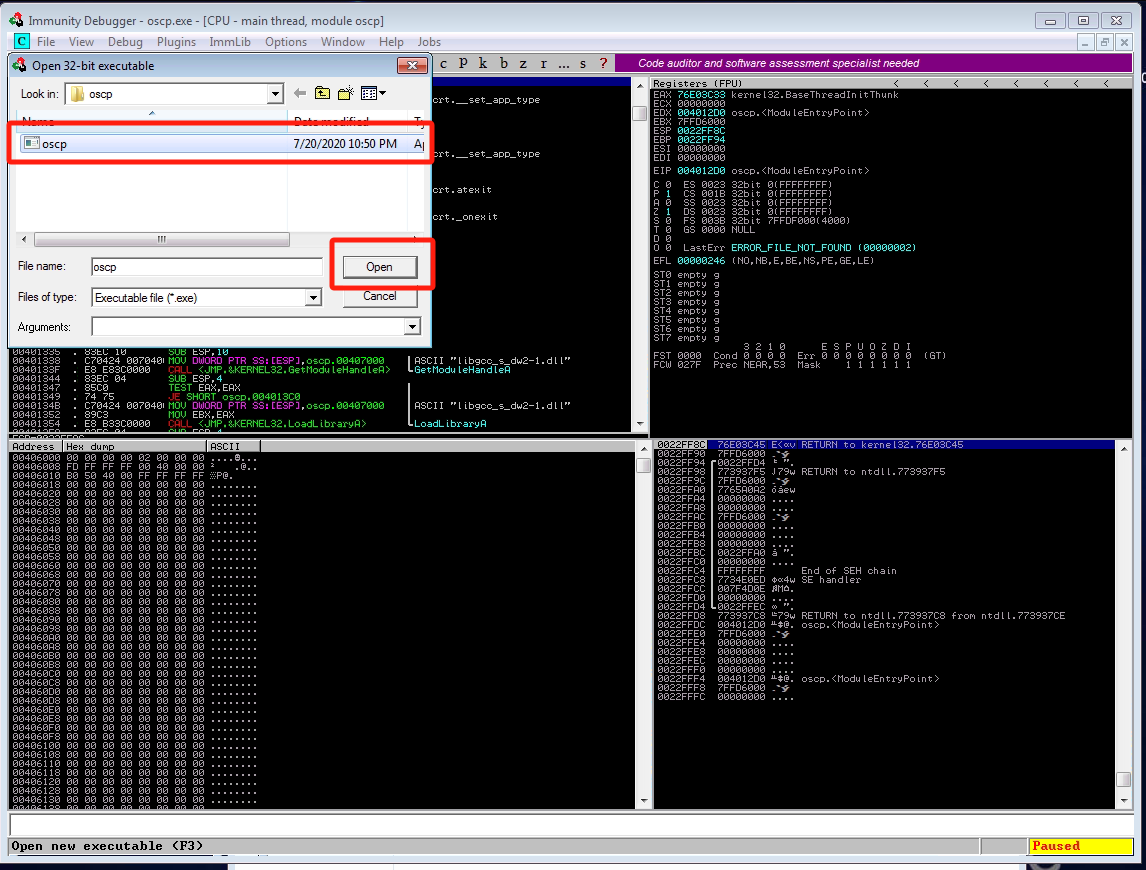 Immunity Debugger - oscp.exe - [CPU - main thread, module oscp]
C File View Debug Plugins ImmLib Options Window Help Jobs
Open 32-bit executable
c P k b z r ... s ?
Code auditor and software assessment specialist needed
Look in: oscp
Name Date modified Ty
oscp 7/20/2020 10:50 PM Ap
File name: oscp
Open
Files of type: Executable file (*.exe)
Cancel
Arguments:
crt.__set_app_type
crt.__set_app_type
crt.atexit
crt._onexit
00401335 . 83EC 10 SUB ESP,10
00401338 . C70424 0070400 MOV DWORD PTR SS:[ESP],oscp.00407000 ASCII "libgcc_s_dw2-1.dll"
0040133F . E8 E83C0000 CALL <JMP.&KERNEL32.GetModuleHandleA> GetModuleHandleA
00401344 . 83EC 04 SUB ESP,4
00401347 . 85C0 TEST EAX,EAX
00401349 . 74 75 JE SHORT oscp.004013C0
0040134B . C70424 0070400 MOV DWORD PTR SS:[ESP],oscp.00407000 ASCII "libgcc_s_dw2-1.dll"
00401352 . 89C3 MOV EBX,EAX
00401354 . E8 B33C0000 CALL <JMP.&KERNEL32.LoadLibraryA> LoadLibraryA
Registers (FPU) < < < < < < < <
EAX 76E03C33 kernel32.BaseThreadInitThunk
ECX 00000000
EDX 004012D0 oscp.<ModuleEntryPoint>
EBX 7FFD6000
ESP 0022FF8C
EBP 0022FF94
ESI 00000000
EDI 00000000
EIP 004012D0 oscp.<ModuleEntryPoint>
C 0 ES 0023 32bit 0(FFFFFFFF)
P 1 CS 001B 32bit 0(FFFFFFFF)
A 0 SS 0023 32bit 0(FFFFFFFF)
Z 1 DS 0023 32bit 0(FFFFFFFF)
S 0 FS 003B 32bit 7FFDF000(4000)
T 0 GS 0000 NULL
D 0
O 0 LastErr ERROR_FILE_NOT_FOUND (00000002)
EFL 00000246 (NO,NB,E,BE,NS,PE,GE,LE)
ST0 empty g
ST1 empty g
ST2 empty g
ST3 empty g
ST4 empty g
ST5 empty g
ST6 empty g
ST7 empty g
3 2 1 0 E S P U O Z D I
FST 0000 Cond 0 0 0 0 Err 0 0 0 0 0 0 0 0 (GT)
FCW 027F Prec NEAR,53 Mask 1 1 1 1 1 1
Address Hex dump ASCII
00406000 00 00 00 00 02 00 00 00 ....@...
00406008 FD FF FF FF 00 40 00 00
00406010 B0 50 40 00 FF FF FF FF
00406018 00 00 00 00 00 00 00 00 ........
00406020 00 00 00 00 00 00 00 00 ........
00406028 00 00 00 00 00 00 00 00 ........
00406030 00 00 00 00 00 00 00 00 ........
00406038 00 00 00 00 00 00 00 00 ........
00406040 00 00 00 00 00 00 00 00 ........
00406048 00 00 00 00 00 00 00 00 ........
00406050 00 00 00 00 00 00 00 00 ........
00406058 00 00 00 00 00 00 00 00 ........
00406060 00 00 00 00 00 00 00 00 ........
00406068 00 00 00 00 00 00 00 00 ........
00406070 00 00 00 00 00 00 00 00 ........
00406078 00 00 00 00 00 00 00 00 ........
00406080 00 00 00 00 00 00 00 00 ........
00406088 00 00 00 00 00 00 00 00 ........
00406090 00 00 00 00 00 00 00 00 ........
00406098 00 00 00 00 00 00 00 00 ........
004060A0 00 00 00 00 00 00 00 00 ........
004060A8 00 00 00 00 00 00 00 00 ........
004060B0 00 00 00 00 00 00 00 00 ........
004060B8 00 00 00 00 00 00 00 00 ........
004060C0 00 00 00 00 00 00 00 00 ........
004060C8 00 00 00 00 00 00 00 00 ........
004060D0 00 00 00 00 00 00 00 00 ........
004060D8 00 00 00 00 00 00 00 00 ........
004060E0 00 00 00 00 00 00 00 00 ........
004060E8 00 00 00 00 00 00 00 00 ........
004060F0 00 00 00 00 00 00 00 00 ........
004060F8 00 00 00 00 00 00 00 00 ........
00406100 00 00 00 00 00 00 00 00 ........
00406108 00 00 00 00 00 00 00 00 ........
00406110 00 00 00 00 00 00 00 00 ........
00406118 00 00 00 00 00 00 00 00 ........
00406120 00 00 00 00 00 00 00 00 ........
00406128 00 00 00 00 00 00 00 00 ........
00406130 00 00 00 00 00 00 00 00 ........
0022FF8C 76E03C45 RETURN to kernel32.76E03C45
0022FF90 7FFD6000
0022FF94 0022FFD4
0022FF98 773937F5 RETURN to ntdll.773937F5
0022FF9C 7FFD6000
0022FFA0 7765A0A2
0022FFA4 00000000 ....
0022FFA8 00000000 ....
0022FFAC 7FFD6000
0022FFB0 00000000 ....
0022FFB4 00000000 ....
0022FFB8 00000000 ....
0022FFBC 0022FFA0
0022FFC0 00000000 ....
0022FFC4 FFFFFFFF End of SEH chain
0022FFC8 7734E0ED SE handler
0022FFCC 007F4D0E
0022FFD0 00000000 ....
0022FFD4 0022FFEC
0022FFD8 773937C8 RETURN to ntdll.773937C8 from ntdll.773937CE
0022FFDC 004012D0 oscp.<ModuleEntryPoint>
0022FFE0 7FFD6000
0022FFE4 00000000 ....
0022FFE8 00000000 ....
0022FFEC 00000000 ....
0022FFF0 00000000 ....
0022FFF4 004012D0 oscp.<ModuleEntryPoint>
0022FFF8 7FFD6000
0022FFFC 00000000 ....
Open new executable (F3)
Paused